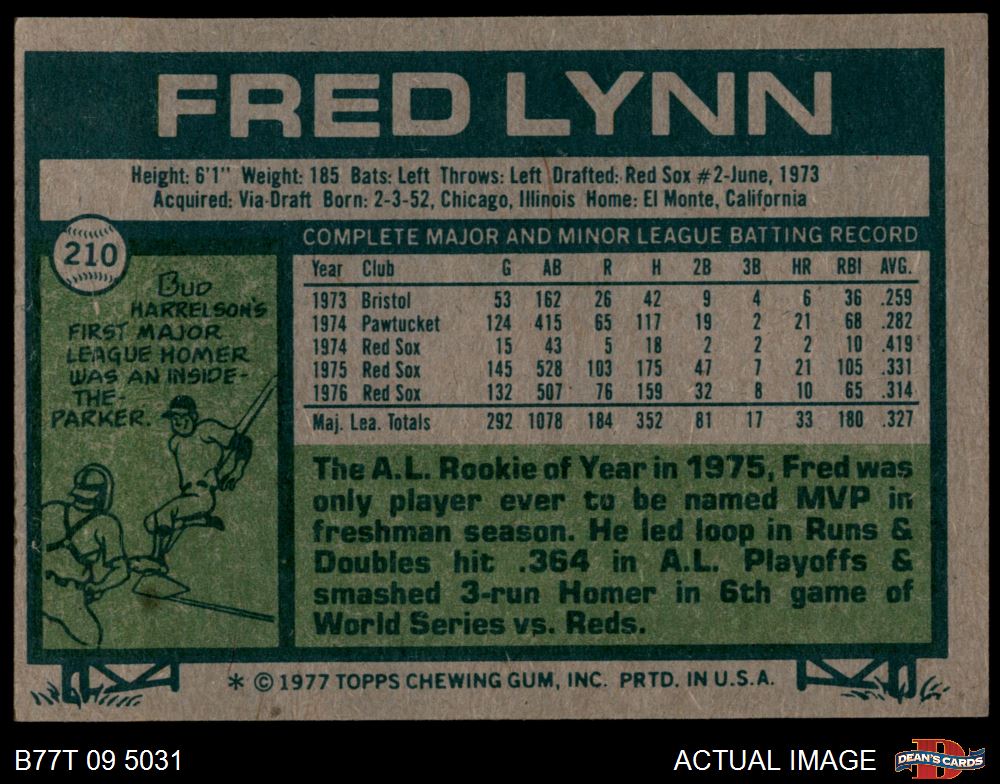 FRED LYNN
Height: 6'1" Weight: 185 Bats: Left Throws: Left Drafted: Red Sox #2-June, 1973
Acquired: Via Draft Born: 2-3-52, Chicago, Illinois Home: El Monte, California
210
BUD
HARRELSON'S
FIRST MAJOR
LEAGUE HOMER
WAS AN INSIDE-
THE-
PARKER.
COMPLETE MAJOR AND MINOR LEAGUE BATTING RECORD
Year Club G AB R H 2B 3B HR RBI AVG.
1973 Bristol 53 162 26 42 9 4 6 36 .259
1974 Pawtucket 124 415 65 117 19 2 21 68 .282
1974 Red Sox 15 43 5 18 2 2 2 10 .419
1975 Red Sox 145 528 103 175 47 7 21 105 .331
1976 Red Sox 132 507 76 159 32 8 10 65 .314
Maj. Lea. Totals 292 1078 184 352 81 17 33 180 .327
The A.L. Rookie of Year in 1975, Fred was
only player ever to be named MVP in
freshman season. He led loop in Runs &
Doubles hit .364 in A.L. Playoffs &
smashed 3-run Homer in 6th game of
World Series vs. Reds.
* © 1977 TOPPS CHEWING GUM, INC. PRTD. IN U.S.A.
B77T 09 5031
ACTUAL IMAGE
D
DEAN'S CARDS